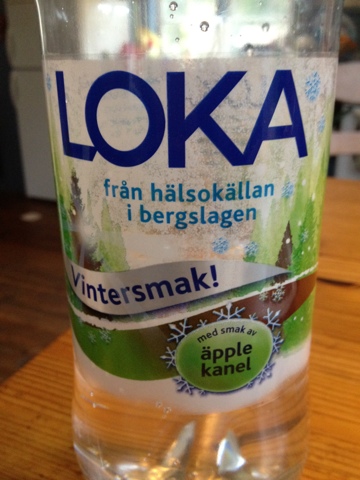 LOKA
från hälsokällan
i bergslagen
Vintersmak!
med smak av
äpple
kanel